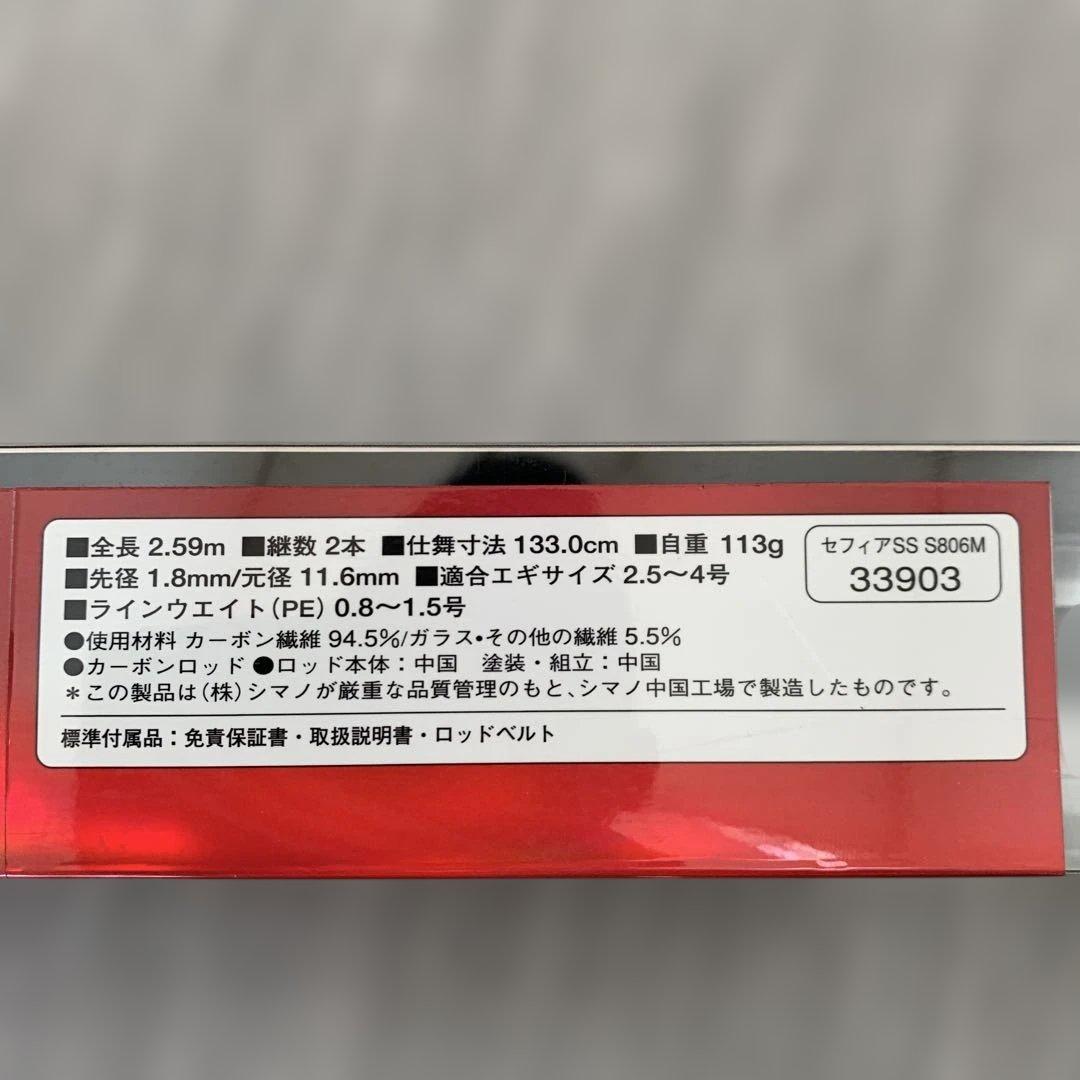 ■全長 2.59m ■継数 2本 ■仕舞寸法 133.0cm ■自重 113g
■先径 1.8mm/元径 11.6mm ■適合エギサイズ 2.5〜4号
■ラインウエイト(PE) 0.8〜1.5号
●使用材料 カーボン繊維 94.5%/ガラス・その他の繊維 5.5%
●カーボンロッド ●ロッド本体：中国 塗装・組立：中国
＊この製品は(株)シマノが厳重な品質管理のもと、シマノ中国工場で製造したものです。
標準付属品：免責保証書・取扱説明書・ロッドベルト
セフィアSS S806M
33903